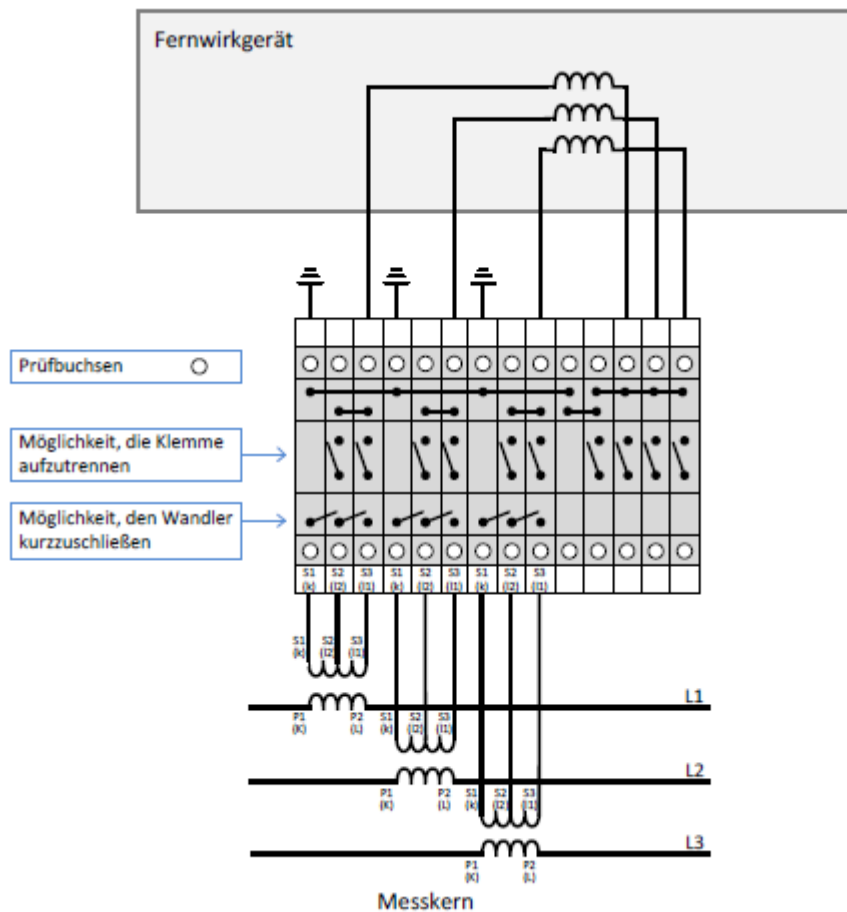 Fernwirkgerät
Prüfbuchsen
Möglichkeit, die Klemme
aufzutrennen
Möglichkeit, den Wandler
kurzzuschließen
S1 S2 S3 S1 S2 S3 S1 S2 S3
(k) (l2) (l1) (k) (l2) (l1) (k) (l2) (l1)
S1 S2 S3
(k) (l2) (l1)
L1
P1 P2
(K) (L)
S1 S2 S3
(k) (l2) (l1)
L2
P1 P2
(K) (L)
S1 S2 S3
(k) (l2) (l1)
L3
P1 P2
(K) (L)
Messkern